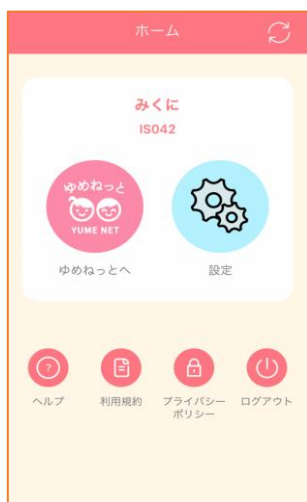 ホーム
みくに
IS042
ゆめねっと
YUME NET
ゆめねっとへ
設定
?
ヘルプ
利用規約
プライバシー
ポリシー
ログアウト